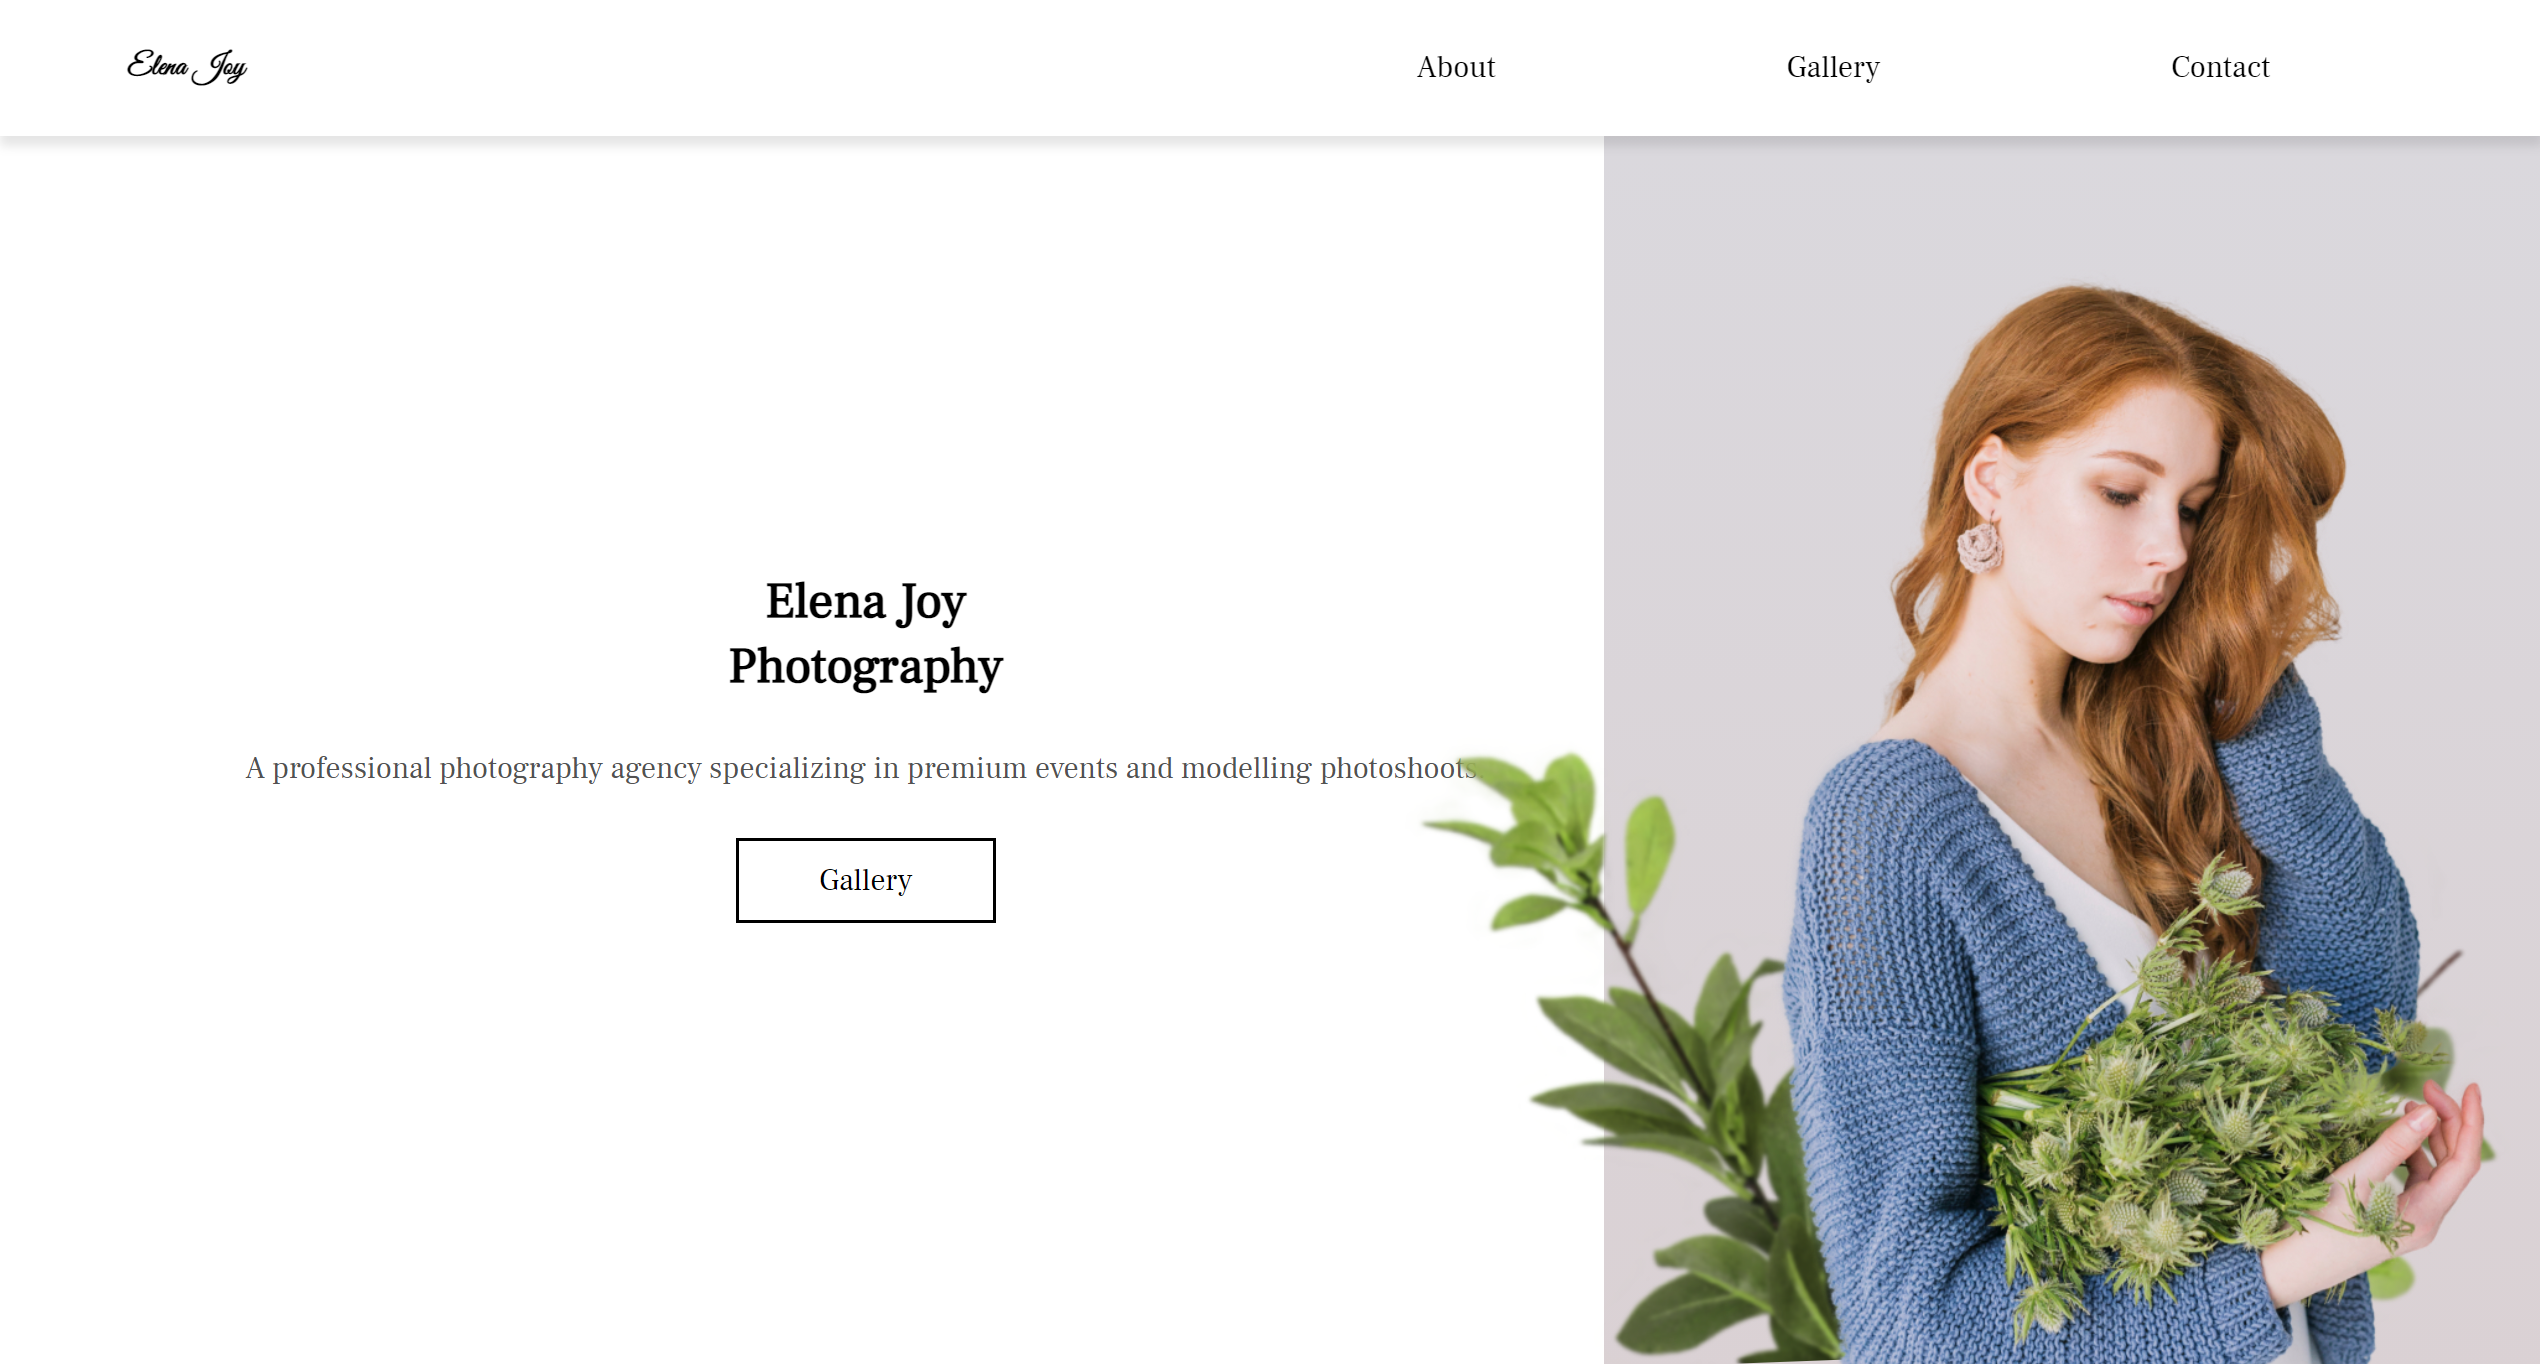 Elena Joy
About
Gallery
Contact
Elena Joy
Photography
A professional photography agency specializing in premium events and modelling photoshoots.
Gallery